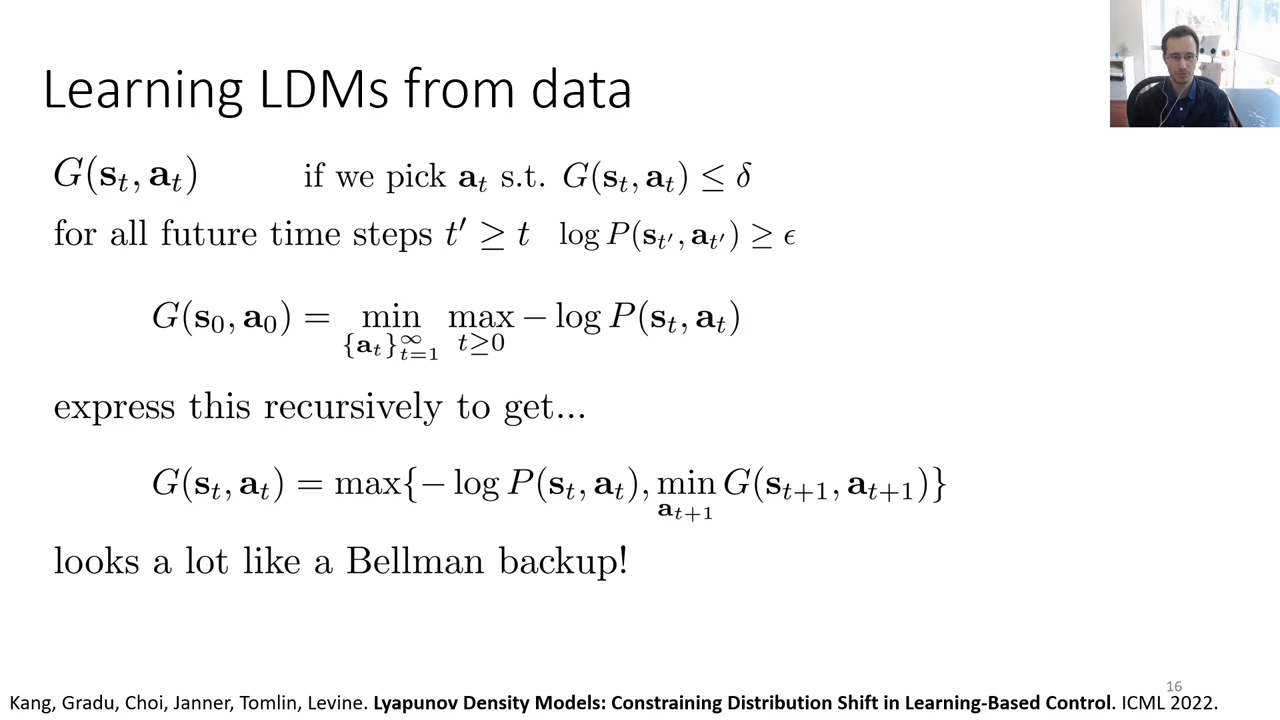 Learning LDMs from data
G(s_t, a_t) if we pick a_t s.t. G(s_t, a_t) ≤ δ
for all future time steps t′ ≥ t log P(s_{t′}, a_{t′}) ≥ ϵ
G(s_0, a_0) = min_{{a_t}_{t=1}^∞} max_{t≥0} − log P(s_t, a_t)
express this recursively to get...
G(s_t, a_t) = max{− log P(s_t, a_t), min_{a_{t+1}} G(s_{t+1}, a_{t+1})}
looks a lot like a Bellman backup!
16
Kang, Gradu, Choi, Janner, Tomlin, Levine. Lyapunov Density Models: Constraining Distribution Shift in Learning-Based Control. ICML 2022.